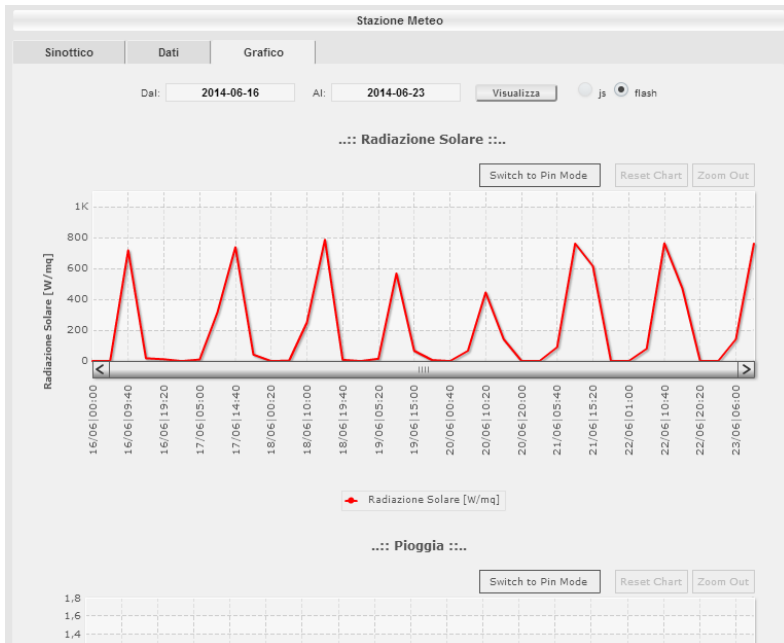 Stazione Meteo
Sinottico Dati Grafico
Dal: 2014-06-16 Al: 2014-06-23 Visualizza js flash
..:: Radiazione Solare ::..
Switch to Pin Mode Reset Chart Zoom Out
1K
800
600
400
200
0
Radiazione Solare [W/mq]
16/06|00:00
16/06|09:40
16/06|19:20
17/06|05:00
17/06|14:40
18/06|00:20
18/06|10:00
18/06|19:40
19/06|05:20
19/06|15:00
20/06|00:40
20/06|10:20
20/06|20:00
21/06|05:40
21/06|15:20
22/06|01:00
22/06|10:40
22/06|20:20
23/06|06:00
Radiazione Solare [W/mq]
..:: Pioggia ::..
Switch to Pin Mode Reset Chart Zoom Out
1,8
1,6
1,4